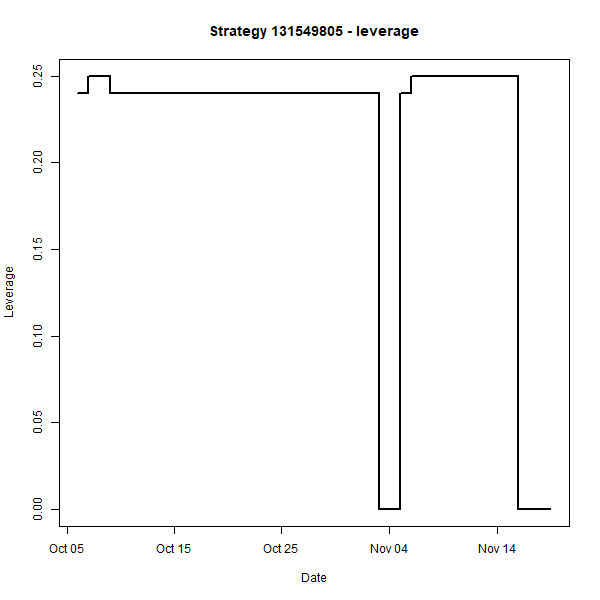 Strategy 131549805 - leverage
0.25
0.20
0.15
0.10
0.05
0.00
Leverage
Oct 05 Oct 15 Oct 25 Nov 04 Nov 14
Date